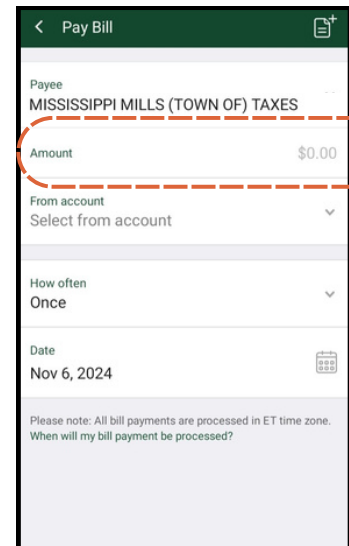 Pay Bill
Payee
MISSISSIPPI MILLS (TOWN OF) TAXES
Amount $0.00
From account
Select from account
How often
Once
Date
Nov 6, 2024
Please note: All bill payments are processed in ET time zone.
When will my bill payment be processed?